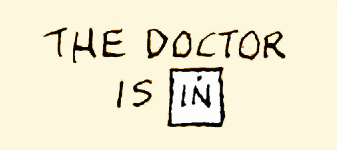 THE DOCTOR
IS IN